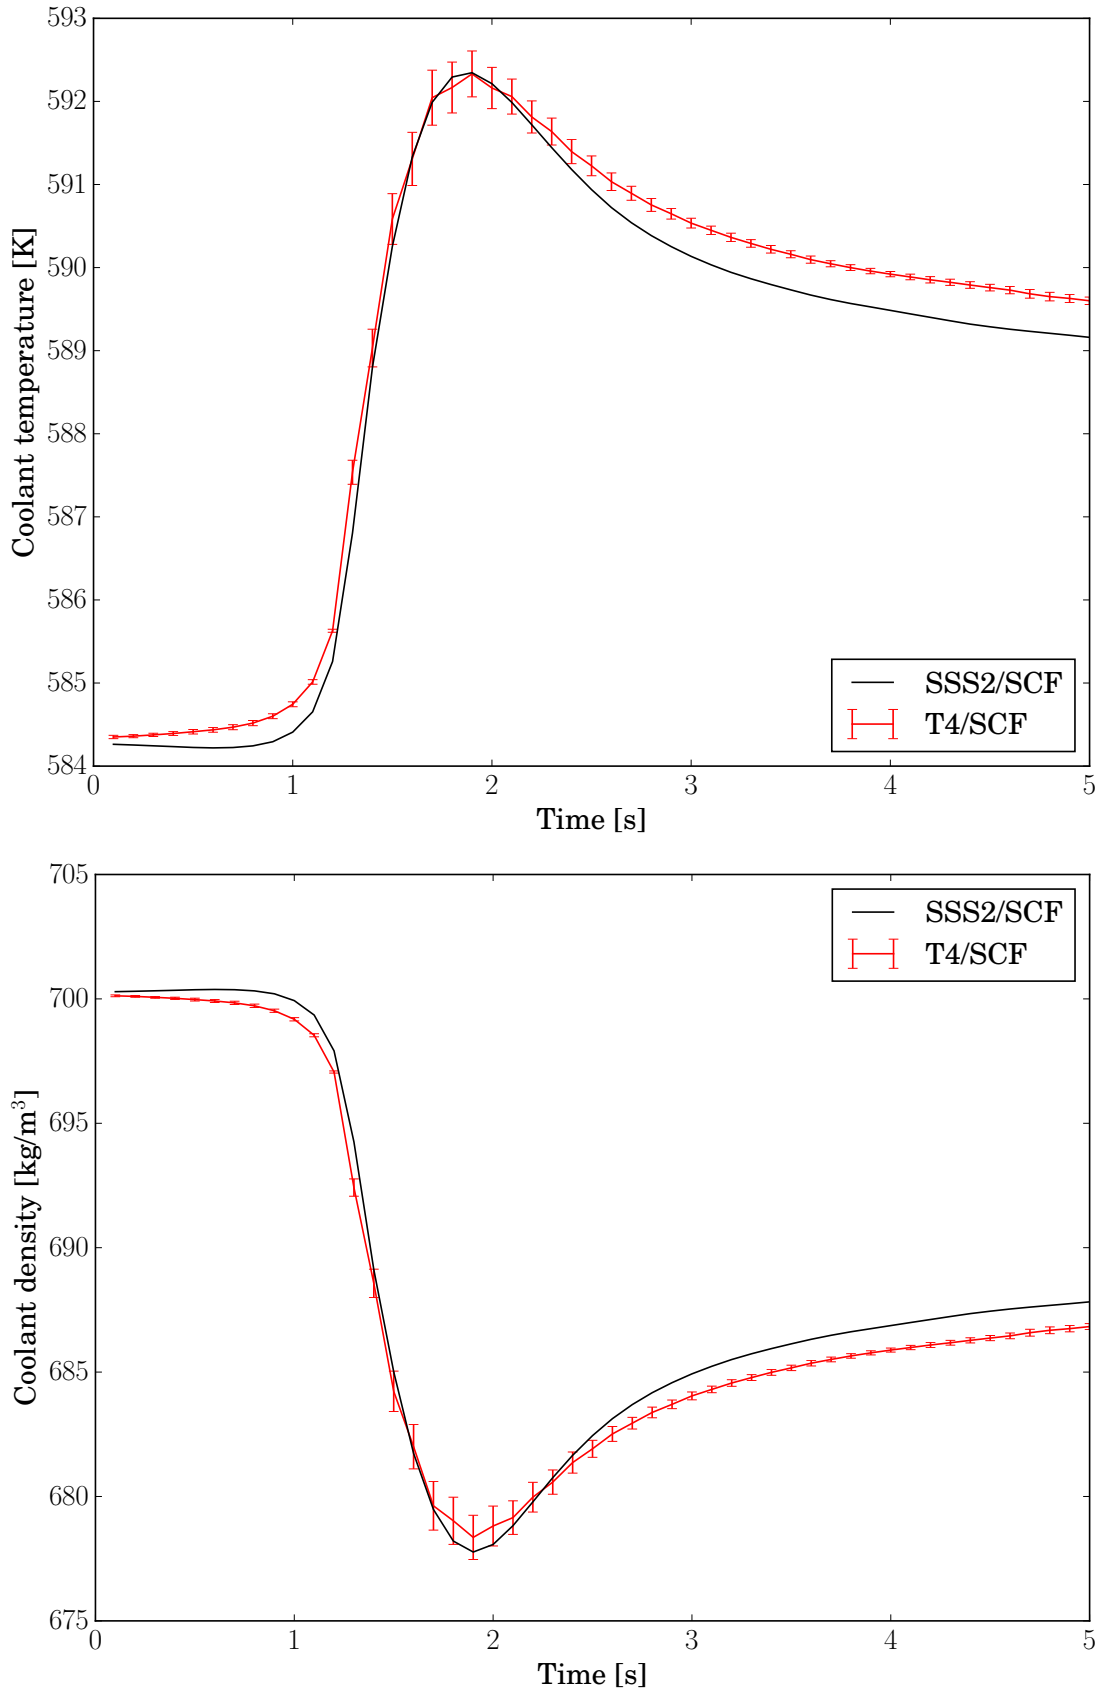 593
592
591
590
589
588
587
586
585
584
Coolant temperature [K]
SSS2/SCF
T4/SCF
0 1 2 3 4 5
Time [s]
705
700
695
690
685
680
675
Coolant density [kg/m³]
SSS2/SCF
T4/SCF
0 1 2 3 4 5
Time [s]